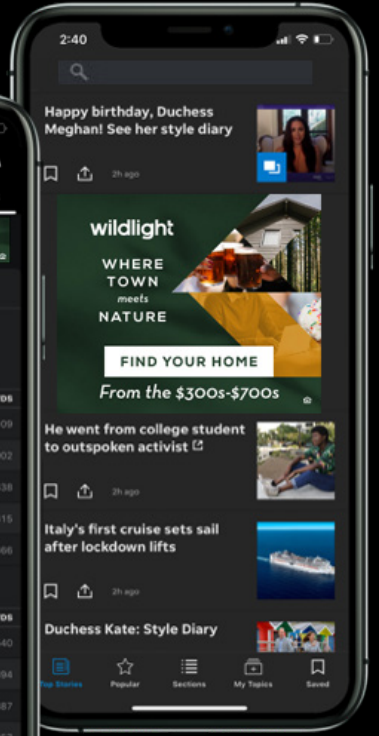 2:40
Happy birthday, Duchess
Meghan! See her style diary
2h ago
wildlight
WHERE
TOWN
meets
NATURE
FIND YOUR HOME
From the $300s-$700s
He went from college student
to outspoken activist
2h ago
Italy's first cruise sets sail
after lockdown lifts
2h ago
Duchess Kate: Style Diary
Top Stories
Popular
Sections
My Topics
Saved